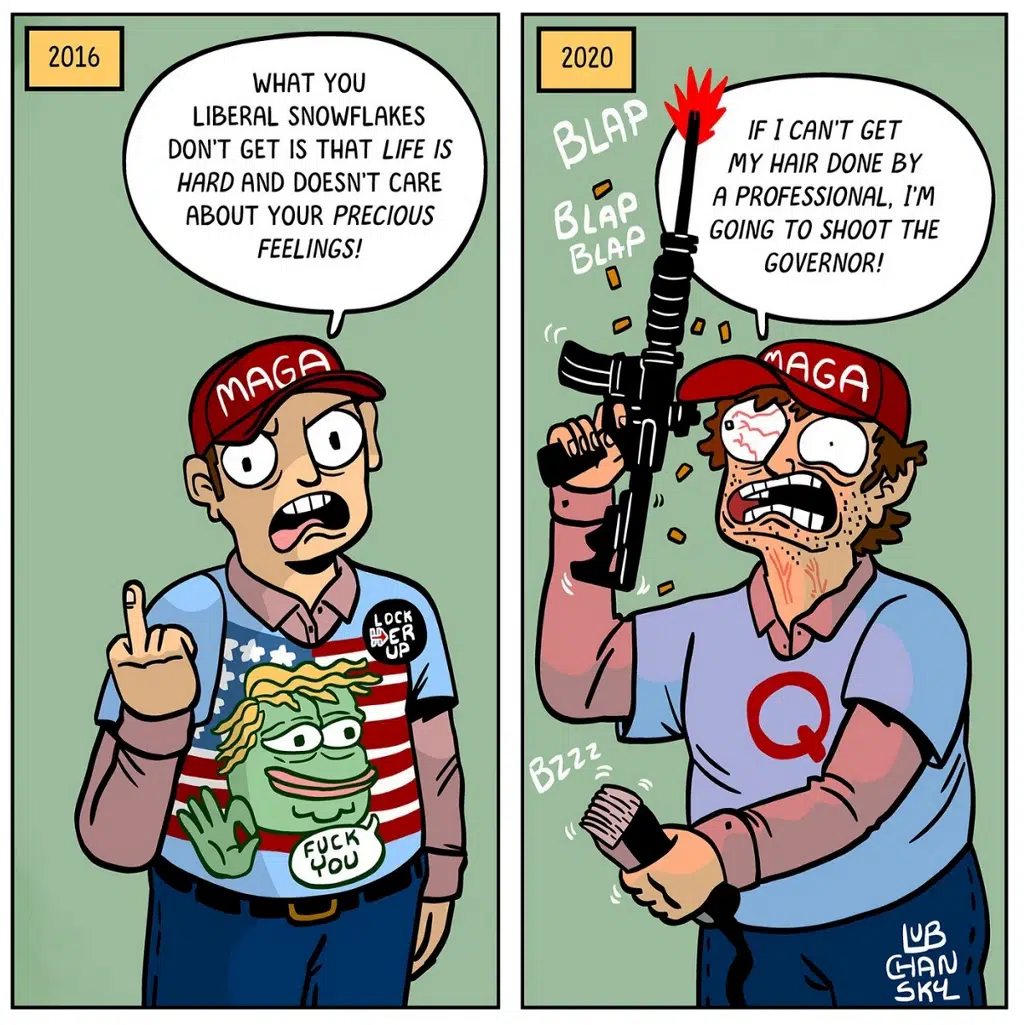 2016
WHAT YOU
LIBERAL SNOWFLAKES
DON'T GET IS THAT LIFE IS
HARD AND DOESN'T CARE
ABOUT YOUR PRECIOUS
FEELINGS!
MAGA
LOCK
HER
UP
FUCK
YOU
2020
BLAP
BLAP
BLAP
IF I CAN'T GET
MY HAIR DONE BY
A PROFESSIONAL, I'M
GOING TO SHOOT THE
GOVERNOR!
MAGA
Q
BZZZ
LUB
CHAN
SKY